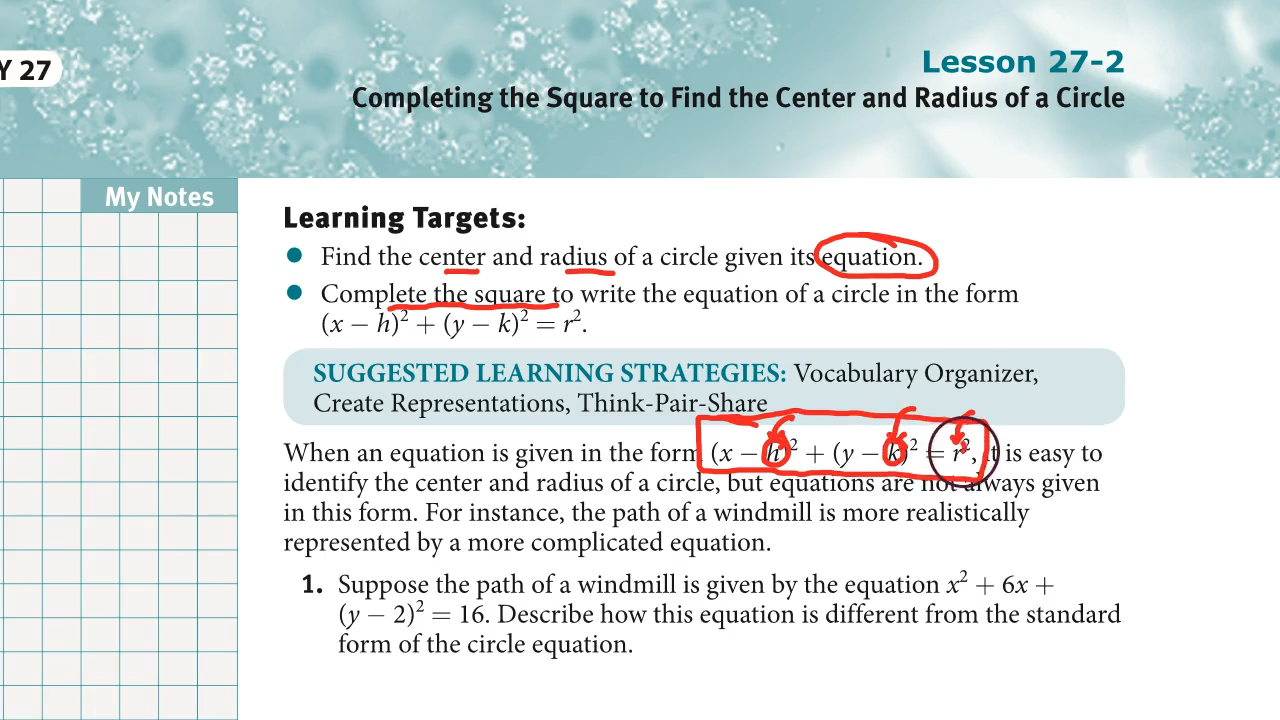 Y 27
Lesson 27-2
Completing the Square to Find the Center and Radius of a Circle
My Notes
Learning Targets:
● Find the center and radius of a circle given its equation.
● Complete the square to write the equation of a circle in the form
(x − h)² + (y − k)² = r².
SUGGESTED LEARNING STRATEGIES: Vocabulary Organizer,
Create Representations, Think-Pair-Share
When an equation is given in the form (x − h)² + (y − k)² = r², it is easy to
identify the center and radius of a circle, but equations are not always given
in this form. For instance, the path of a windmill is more realistically
represented by a more complicated equation.
1. Suppose the path of a windmill is given by the equation x² + 6x +
(y − 2)² = 16. Describe how this equation is different from the standard
form of the circle equation.